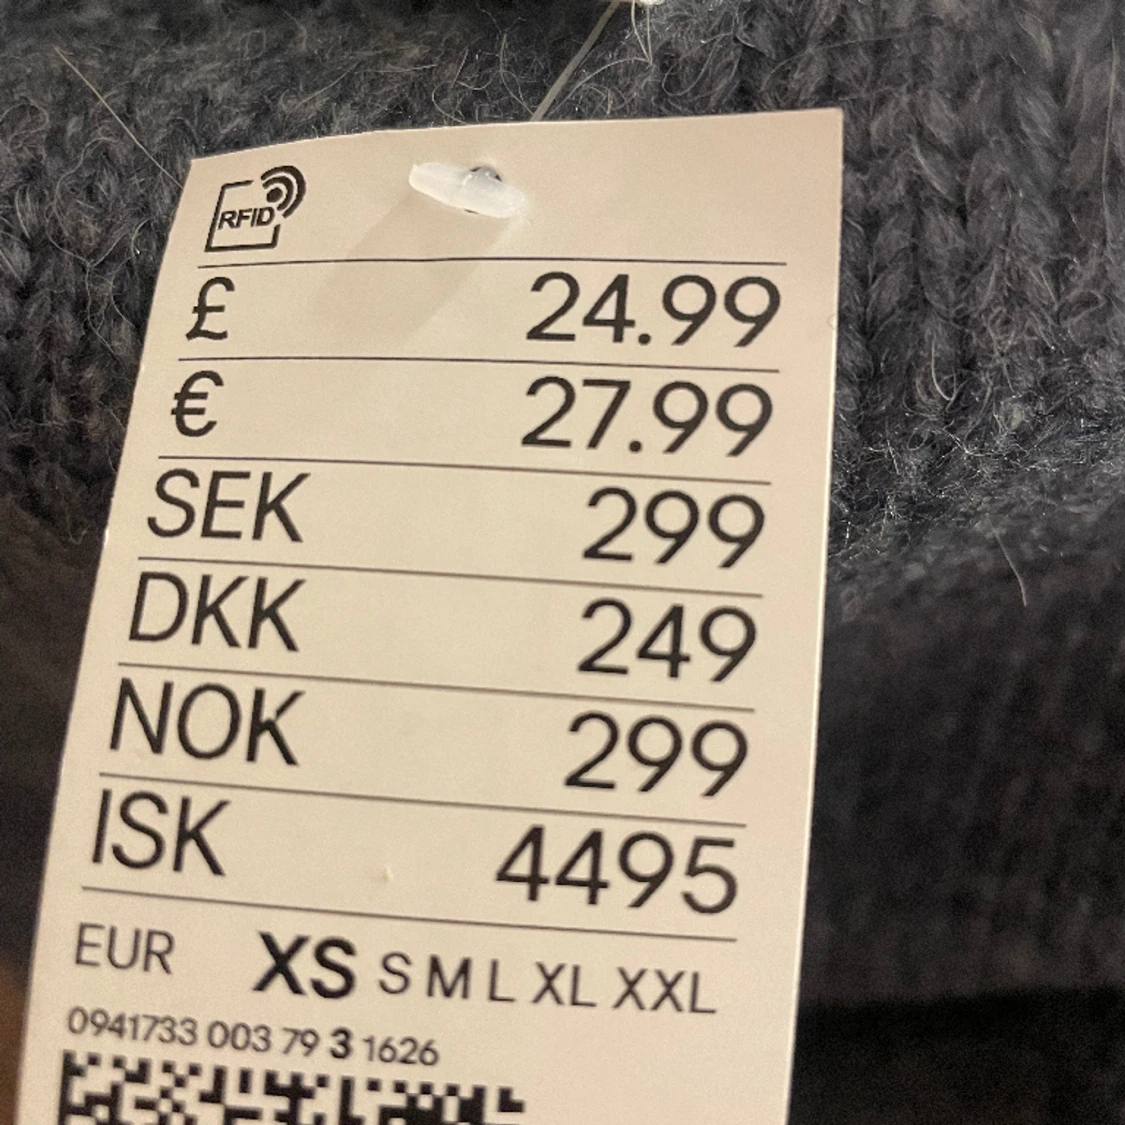 RFID
£ 24.99
€ 27.99
SEK 299
DKK 249
NOK 299
ISK 4495
EUR XS S M L XL XXL
0941733 003 79 3 1626